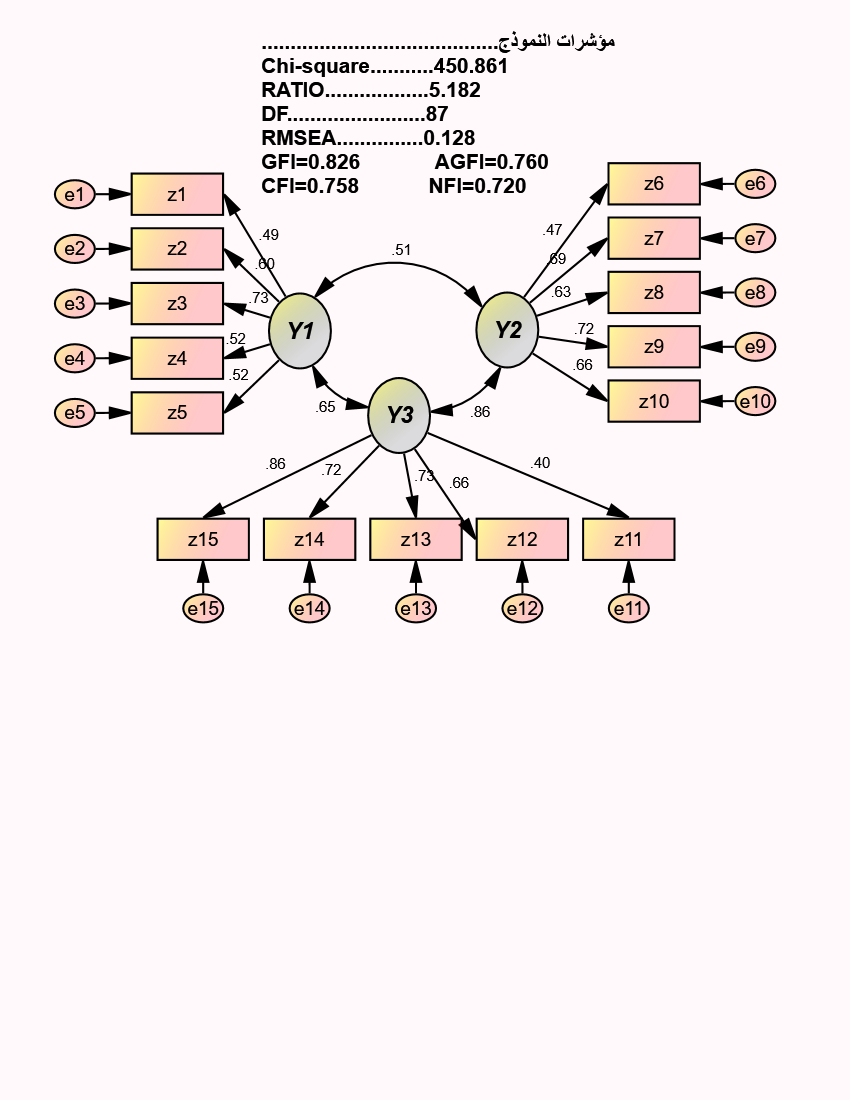 مؤشرات النموذج.........................................
Chi-square...........450.861
RATIO..................5.182
DF........................87
RMSEA...............0.128
GFI=0.826 AGFI=0.760
CFI=0.758 NFI=0.720
e1 z1
e2 z2
e3 z3
e4 z4
e5 z5
.49
.60
.73
.52
.52
Y1
.51
Y2
.47
.69
.63
.72
.66
z6 e6
z7 e7
z8 e8
z9 e9
z10 e10
.65
Y3
.86
.86
.72
.73
.66
.40
z15 z14 z13 z12 z11
e15 e14 e13 e12 e11